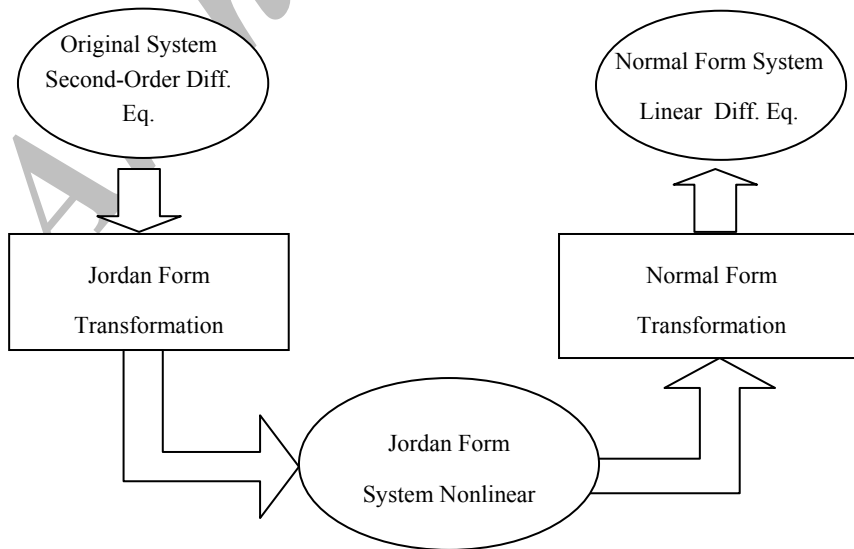 Original System
Second-Order Diff.
Eq.
Jordan Form
Transformation
Jordan Form
System Nonlinear
Normal Form
Transformation
Normal Form System
Linear Diff. Eq.